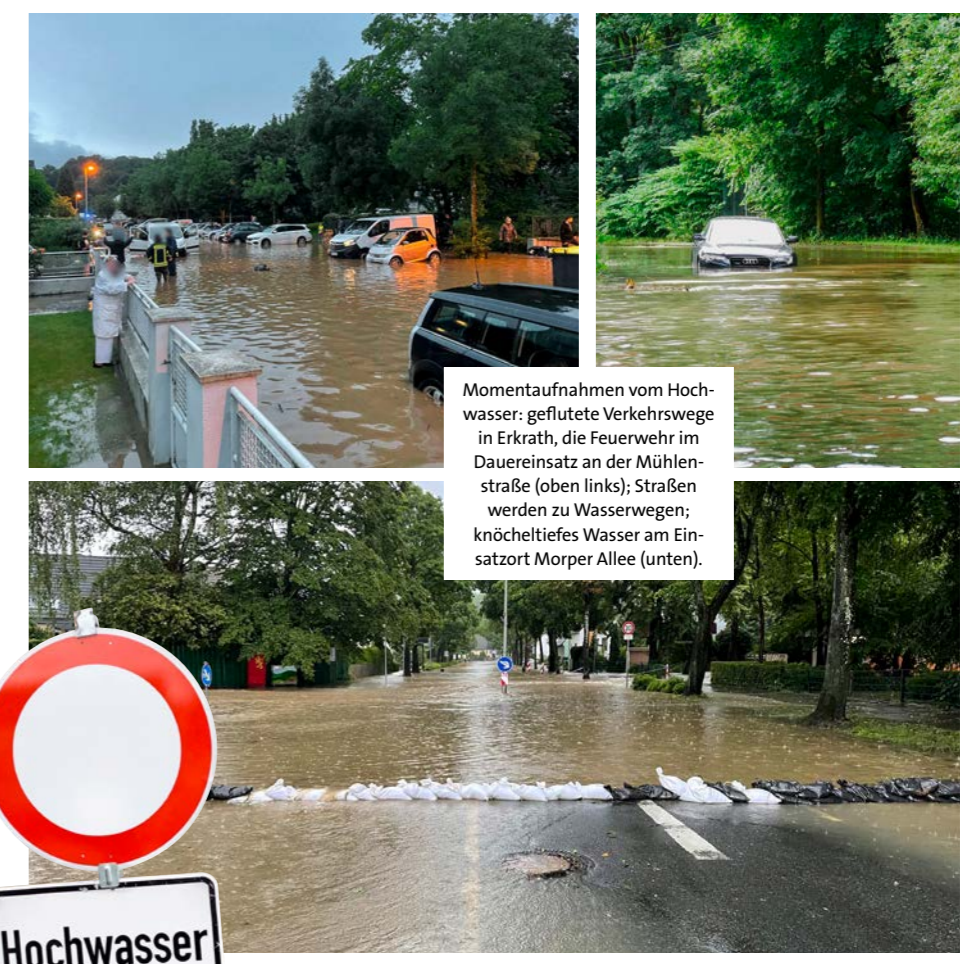 Momentaufnahmen vom Hoch-
wasser: geflutete Verkehrswege
in Erkrath, die Feuerwehr im
Dauereinsatz an der Mühlen-
straße (oben links); Straßen
werden zu Wasserwegen;
knöcheltiefes Wasser am Ein-
satzort Morper Allee (unten).
Hochwasser